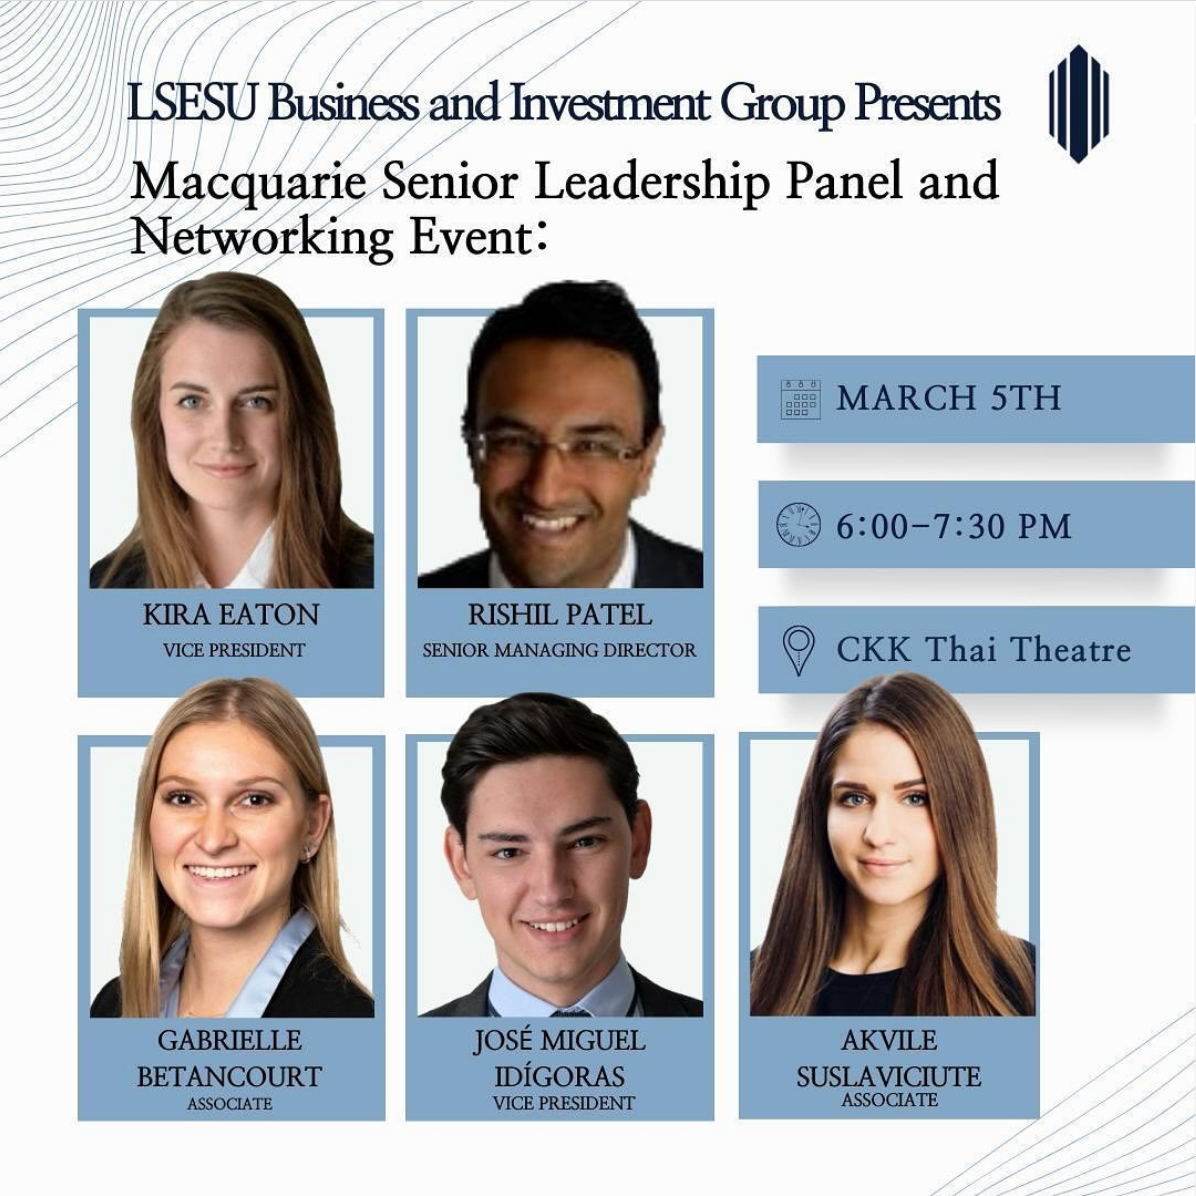 LSESU Business and Investment Group Presents
Macquarie Senior Leadership Panel and
Networking Event:
KIRA EATON
VICE PRESIDENT
RISHIL PATEL
SENIOR MANAGING DIRECTOR
MARCH 5TH
6:00-7:30 PM
CKK Thai Theatre
GABRIELLE
BETANCOURT
ASSOCIATE
JOSÉ MIGUEL
IDÍGORAS
VICE PRESIDENT
AKVILE
SUSLAVICIUTE
ASSOCIATE